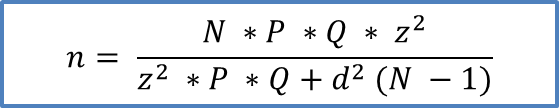 n = N * P * Q * z²
z² * P * Q + d² (N − 1)